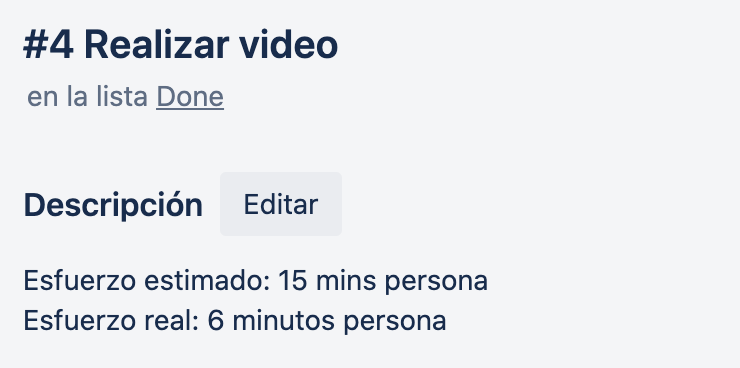 #4 Realizar video
en la lista Done
Descripción Editar
Esfuerzo estimado: 15 mins persona
Esfuerzo real: 6 minutos persona